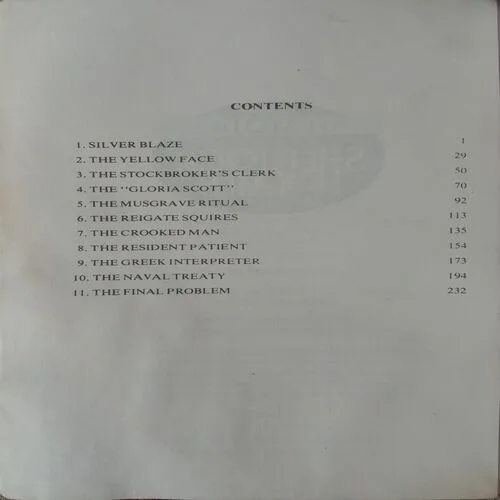 CONTENTS
1. SILVER BLAZE 1
2. THE YELLOW FACE 29
3. THE STOCKBROKER'S CLERK 50
4. THE "GLORIA SCOTT" 70
5. THE MUSGRAVE RITUAL 92
6. THE REIGATE SQUIRES 113
7. THE CROOKED MAN 135
8. THE RESIDENT PATIENT 154
9. THE GREEK INTERPRETER 173
10. THE NAVAL TREATY 194
11. THE FINAL PROBLEM 232